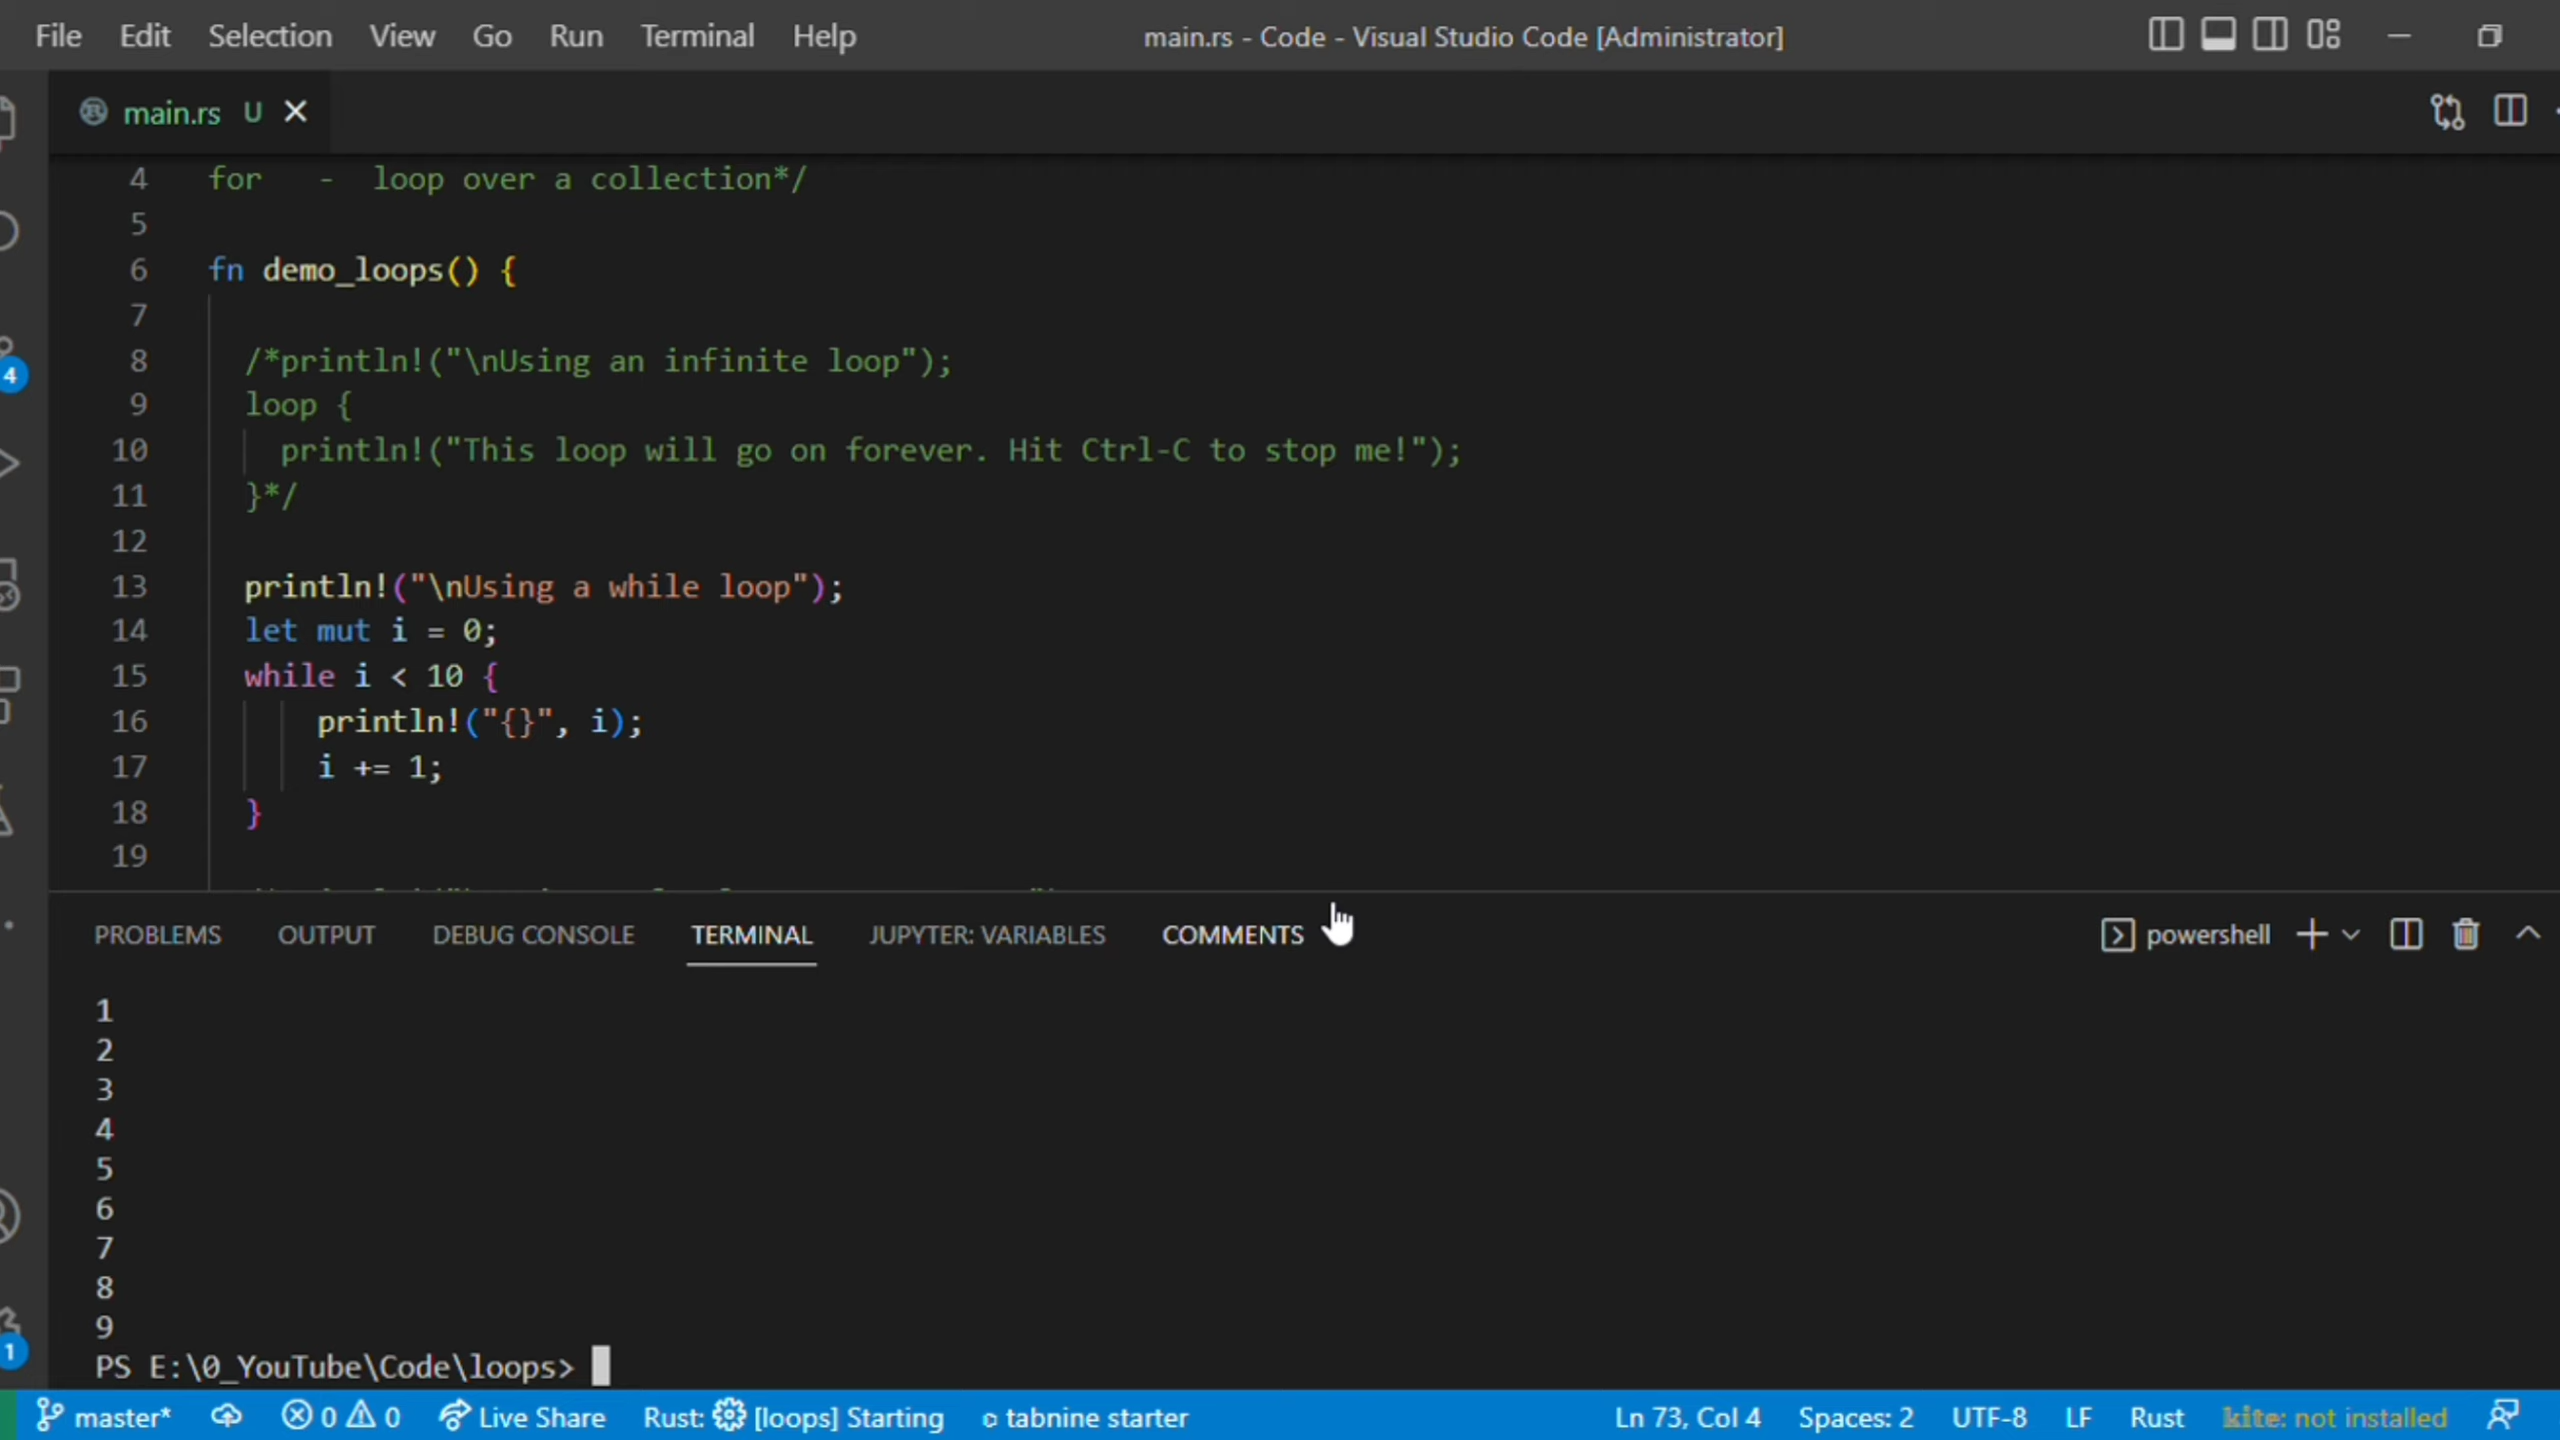 File Edit Selection View Go Run Terminal Help main.rs - Code - Visual Studio Code [Administrator]
main.rs U
4 for - loop over a collection*/
5
6 fn demo_loops() {
7
8 /*println!("\nUsing an infinite loop");
9 loop {
10 println!("This loop will go on forever. Hit Ctrl-C to stop me!");
11 }*/
12
13 println!("\nUsing a while loop");
14 let mut i = 0;
15 while i < 10 {
16 println!("{}", i);
17 i += 1;
18 }
19
4
PROBLEMS OUTPUT DEBUG CONSOLE TERMINAL JUPYTER: VARIABLES COMMENTS powershell
1
2
3
4
5
6
7
8
9
1
PS E:\0_YouTube\Code\loops>
master* 0 0 Live Share Rust: [loops] Starting tabnine starter Ln 73, Col 4 Spaces: 2 UTF-8 LF Rust kite: not installed